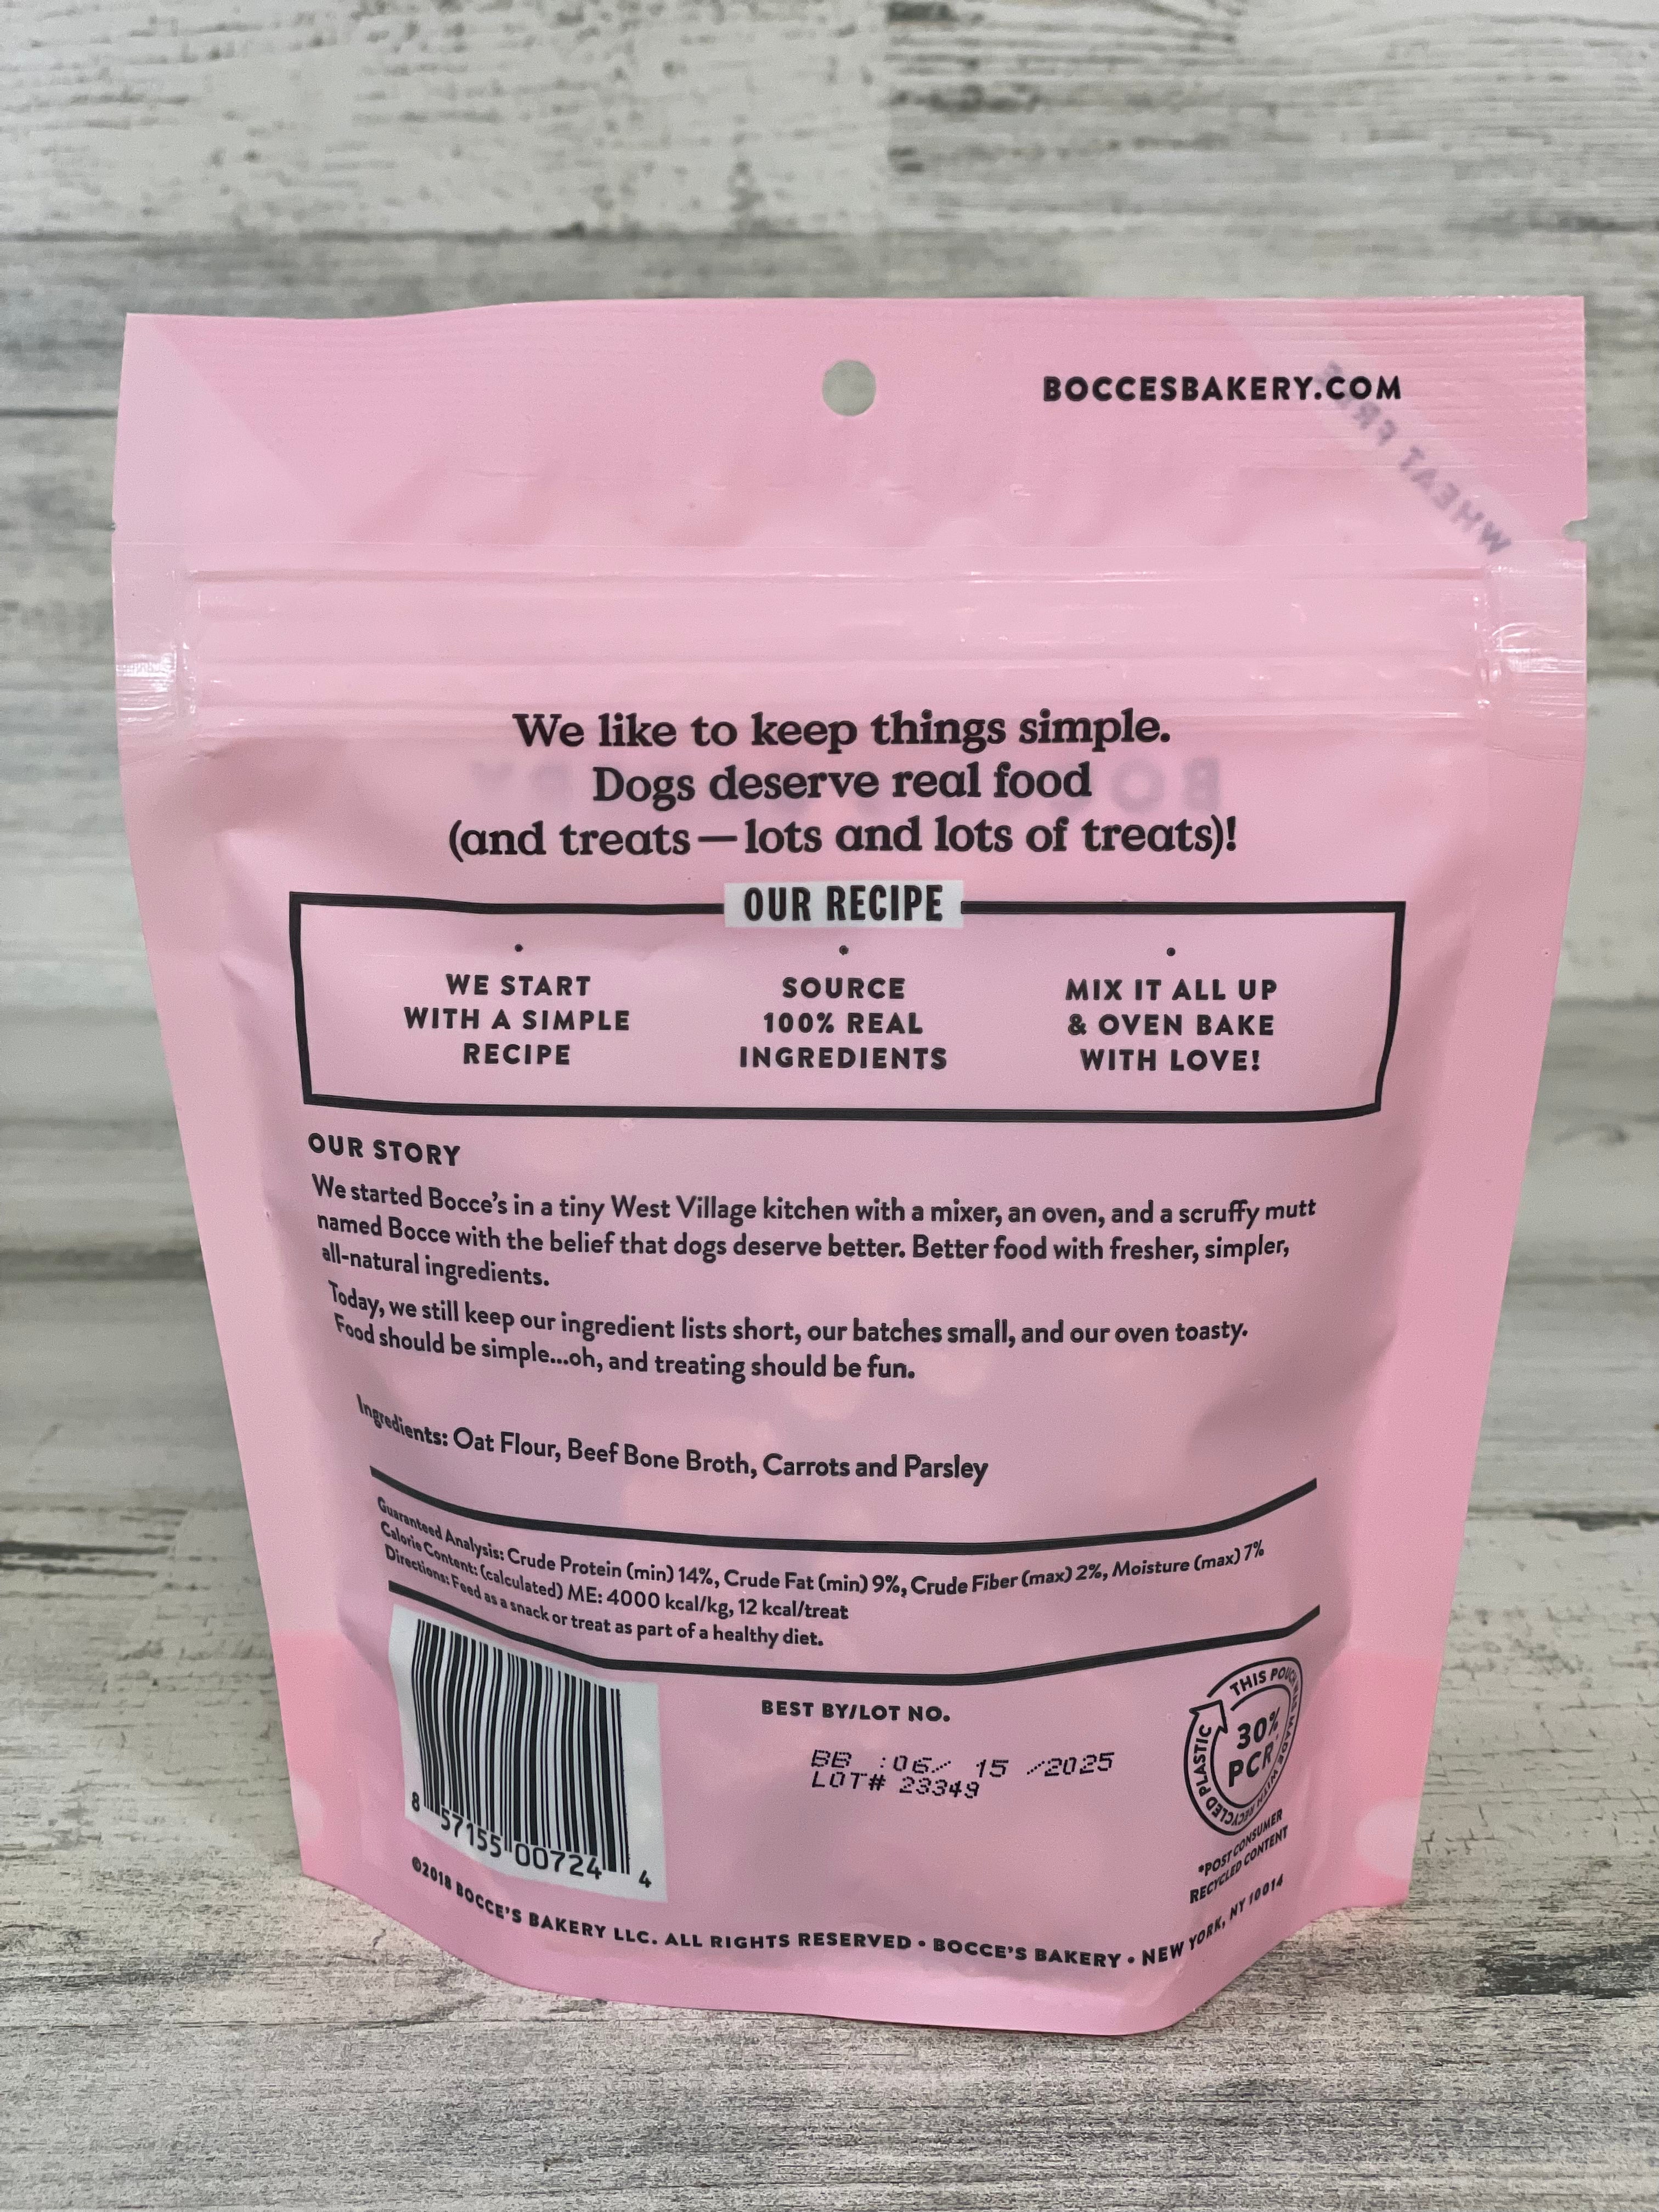 BOCCESBAKERY.COM
WHEAT FREE
We like to keep things simple.
Dogs deserve real food
(and treats—lots and lots of treats)!
OUR RECIPE
• WE START
WITH A SIMPLE
RECIPE
• SOURCE
100% REAL
INGREDIENTS
• MIX IT ALL UP
& OVEN BAKE
WITH LOVE!
OUR STORY
We started Bocce's in a tiny West Village kitchen with a mixer, an oven, and a scruffy mutt
named Bocce with the belief that dogs deserve better. Better food with fresher, simpler,
all-natural ingredients.
Today, we still keep our ingredient lists short, our batches small, and our oven toasty.
Food should be simple...oh, and treating should be fun.
Ingredients: Oat Flour, Beef Bone Broth, Carrots and Parsley
Guaranteed Analysis: Crude Protein (min) 14%, Crude Fat (min) 9%, Crude Fiber (max) 2%, Moisture (max) 7%
Calorie Content: (calculated) ME: 4000 kcal/kg, 12 kcal/treat
Directions: Feed as a snack or treat as part of a healthy diet.
8 57155 00724 4
BEST BY/LOT NO.
BB :06/ 15 /2025
LOT# 23349
THIS POUCH IS MADE WITH RECYCLED PLASTIC
30%
PCR*
*POST CONSUMER
RECYCLED CONTENT
©2018 BOCCE'S BAKERY LLC. ALL RIGHTS RESERVED • BOCCE'S BAKERY • NEW YORK, NY 10014